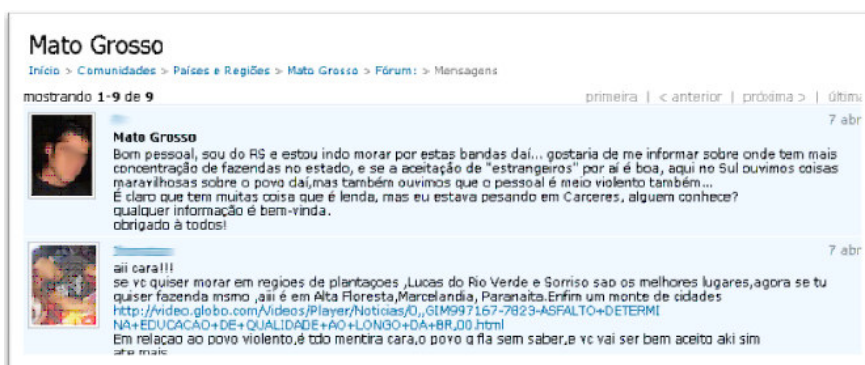 Mato Grosso
Início > Comunidades > Países e Regiões > Mato Grosso > Fórum: > Mensagens
mostrando 1-9 de 9
primeira | < anterior | próxima > | última
7 abr
Mato Grosso
Bom pessoal, sou do RS e estou indo morar por estas bandas daí... gostaria de me informar sobre onde tem mais
concentração de fazendas no estado, e se a aceitação de "estrangeiros" por aí é boa, aqui no Sul ouvimos coisas
maravilhosas sobre o povo daí,mas também ouvimos que o pessoal é meio violento também...
É claro que tem muitas coisa que é lenda, mas eu estava pesando em Carceres, alguem conhece?
qualquer informação é bem-vinda.
obrigado à todos!
7 abr
aii cara!!!
se vc quiser morar em regioes de plantaçoes ,Lucas do Rio Verde e Sorriso sao os melhores lugares,agora se tu
quiser fazenda msmo ,aiii é em Alta Floresta,Marcelandia, Paranaita.Enfim um monte de cidades
http://video.globo.com/Videos/Player/Noticias/0,,GIM997167-7823-ASFALTO+DETERMI
NA+EDUCACAO+DE+QUALIDADE+AO+LONGO+DA+BR,00.html
Em relaçao ao povo violento,é tdo mentira cara,o povo q fla sem saber,e vc vai ser bem aceito aki sim
ate mais